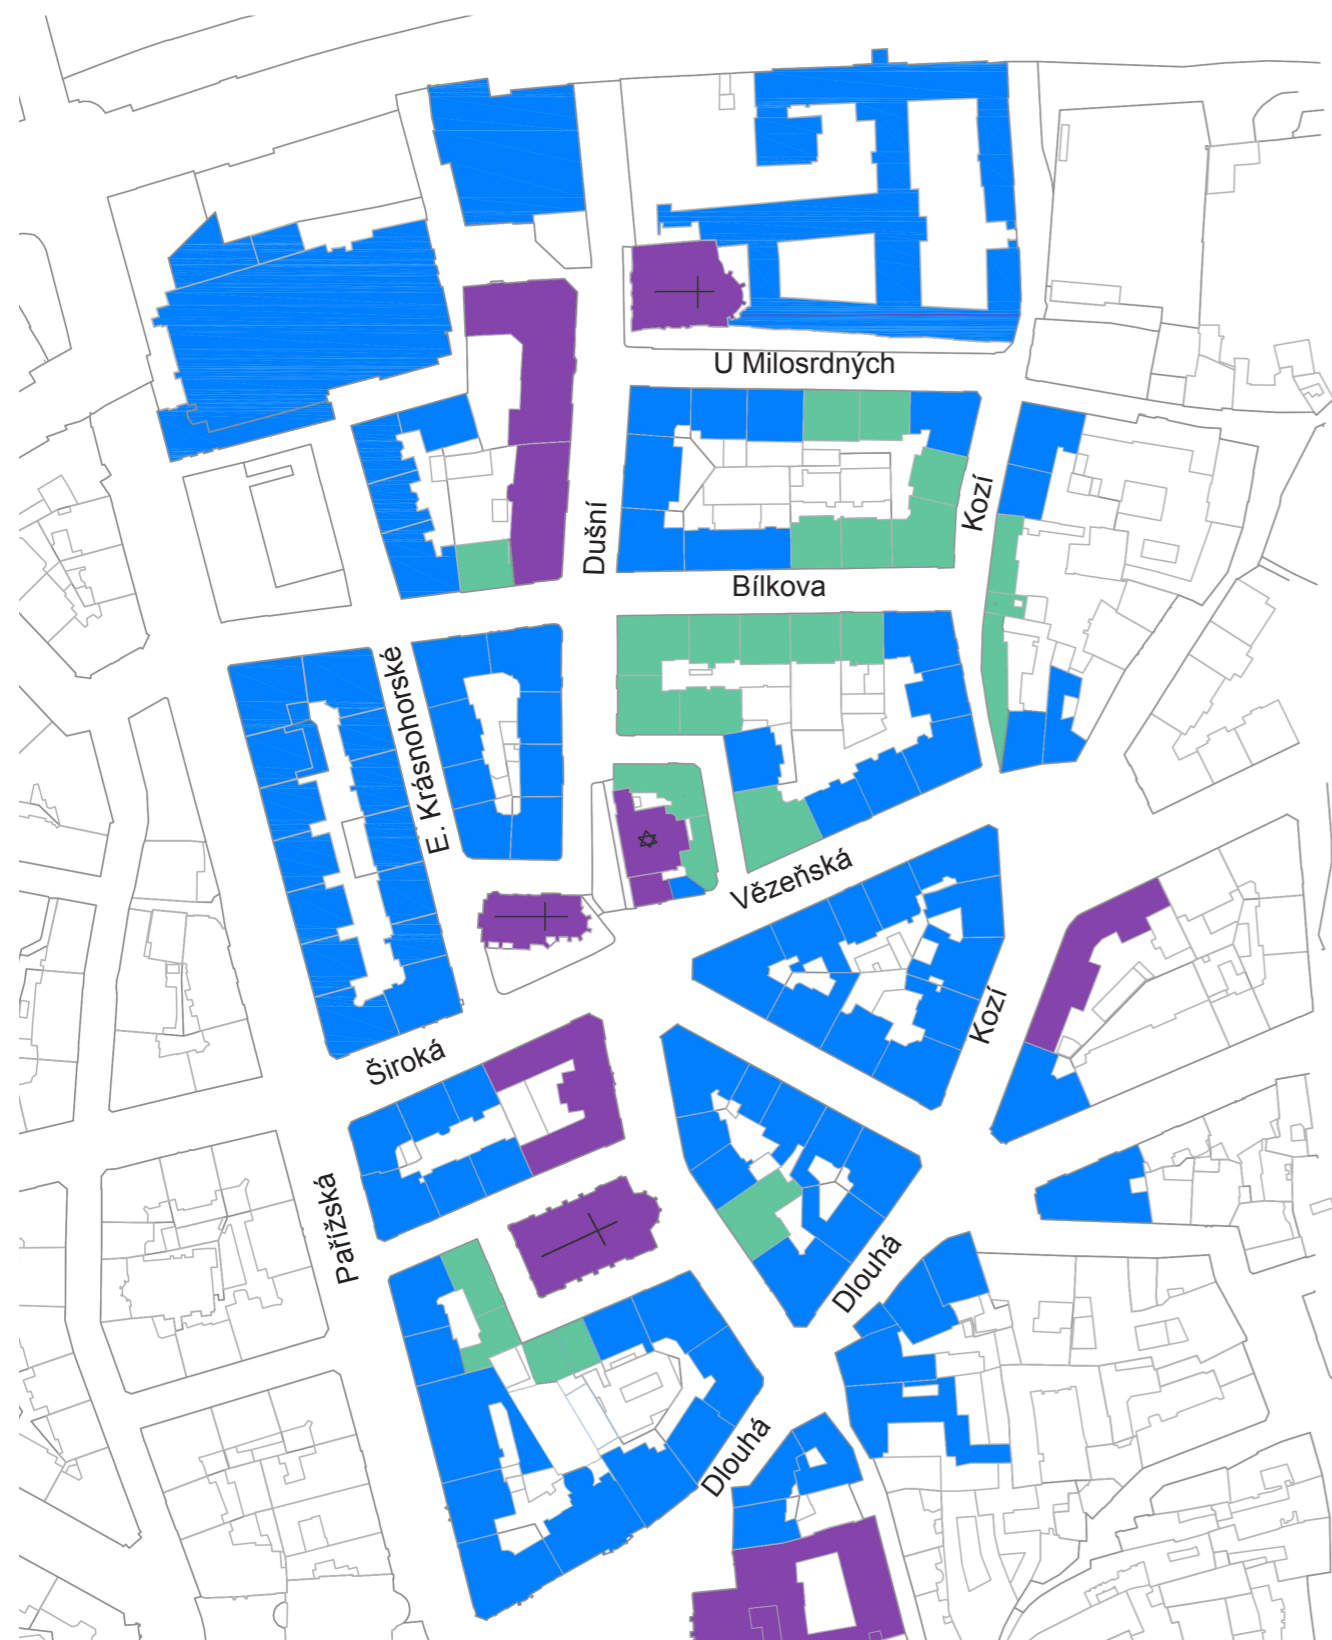 U Milosrdných
Kozí
Dušní
Bílkova
E. Krásnohorské
Vězeňská
Kozí
Široká
Pařížská
Dlouhá
Dlouhá